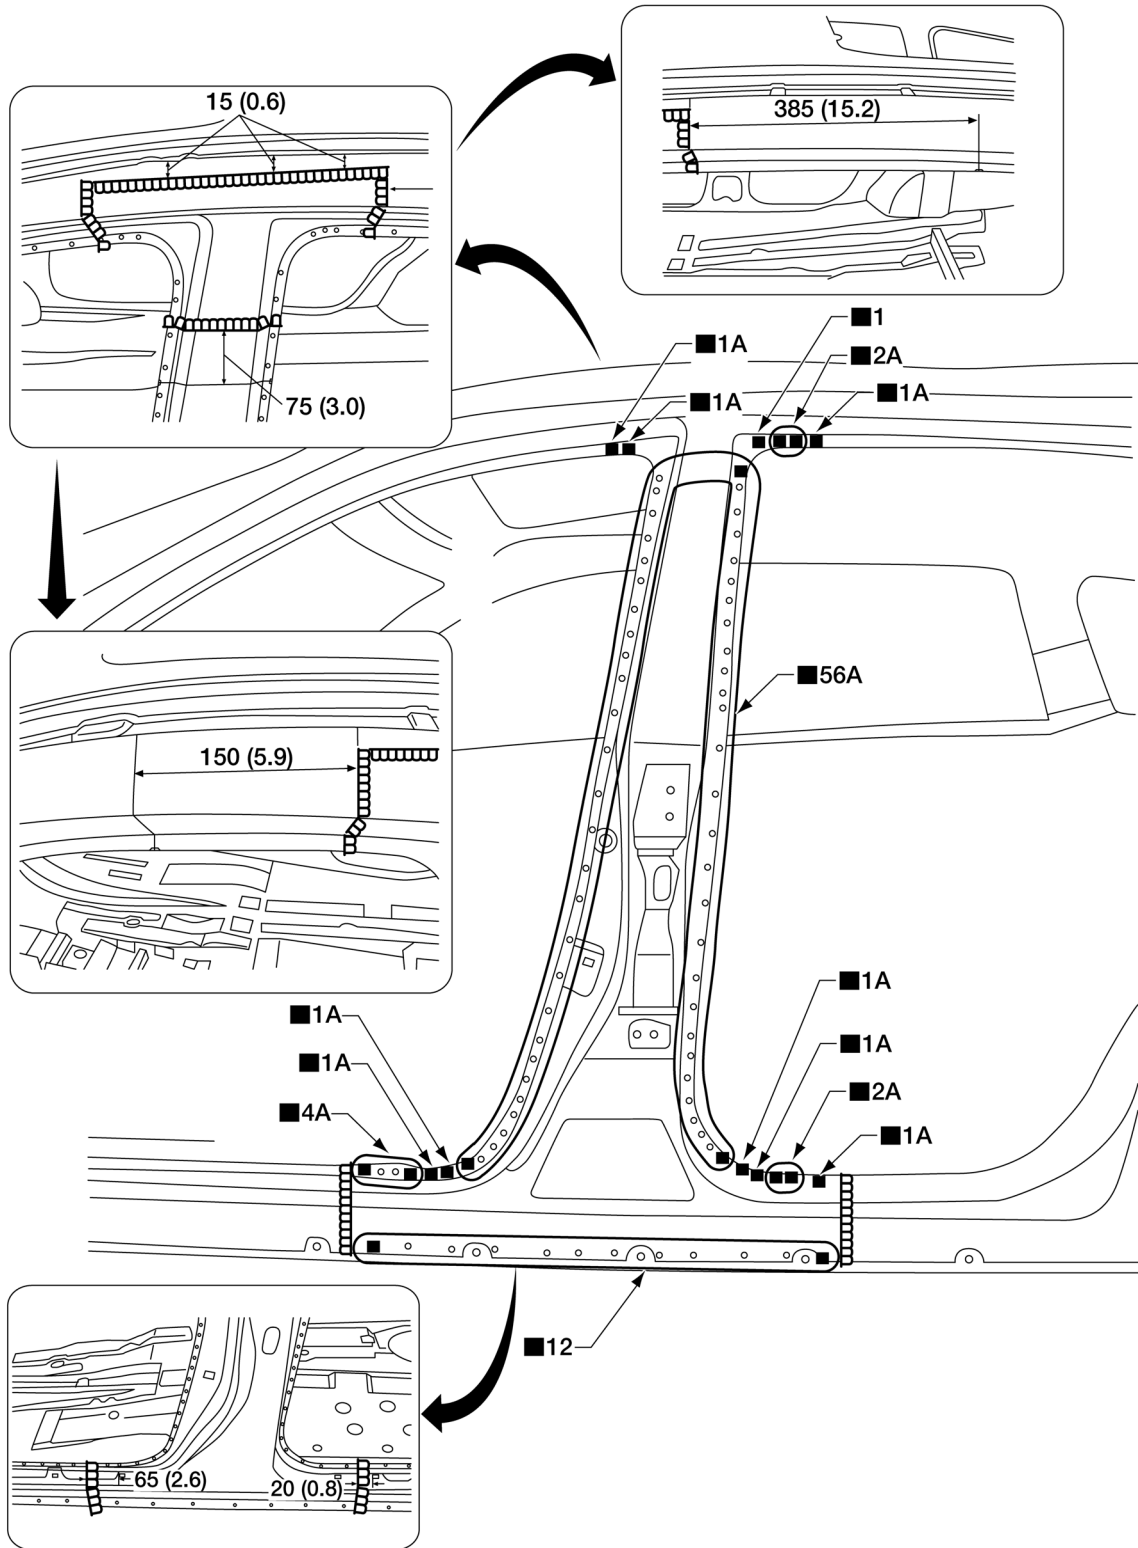 15 (0.6)
385 (15.2)
75 (3.0)
■1
■1A
■2A
■1A
■1A
■56A
150 (5.9)
■1A
■1A
■1A
■1A
■2A
■4A
■1A
■12
65 (2.6)
20 (0.8)